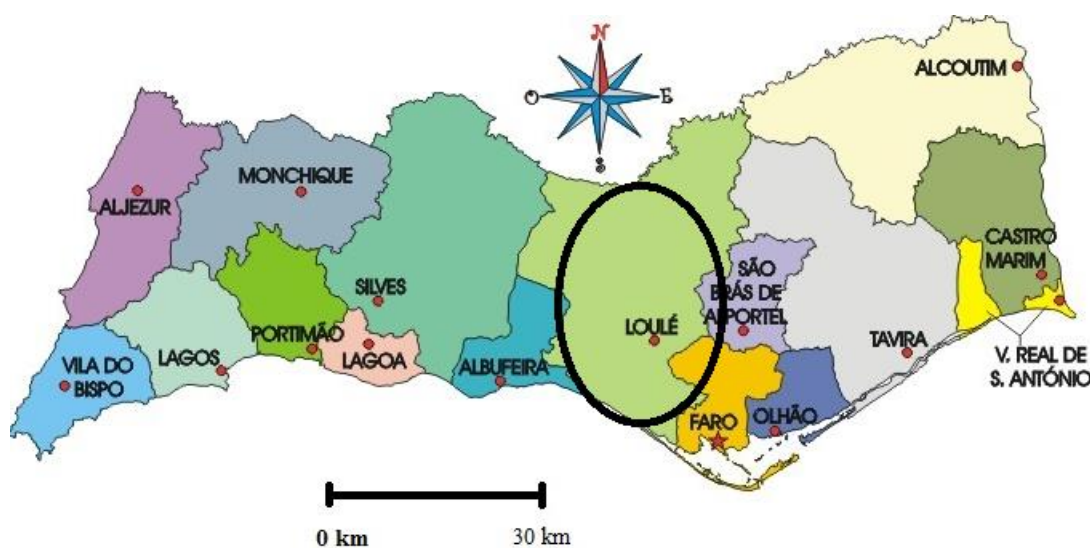 N
O
E
S
ALCOUTIM
MONCHIQUE
ALJEZUR
CASTRO
MARIM
SÃO
BRÁS DE
ALPORTEL
SILVES
LOULÉ
PORTIMÃO
LAGOA
TAVIRA
V. REAL DE
S. ANTÓNIO
LAGOS
ALBUFEIRA
VILA DO
BISPO
FARO
OLHÃO
0 km
30 km